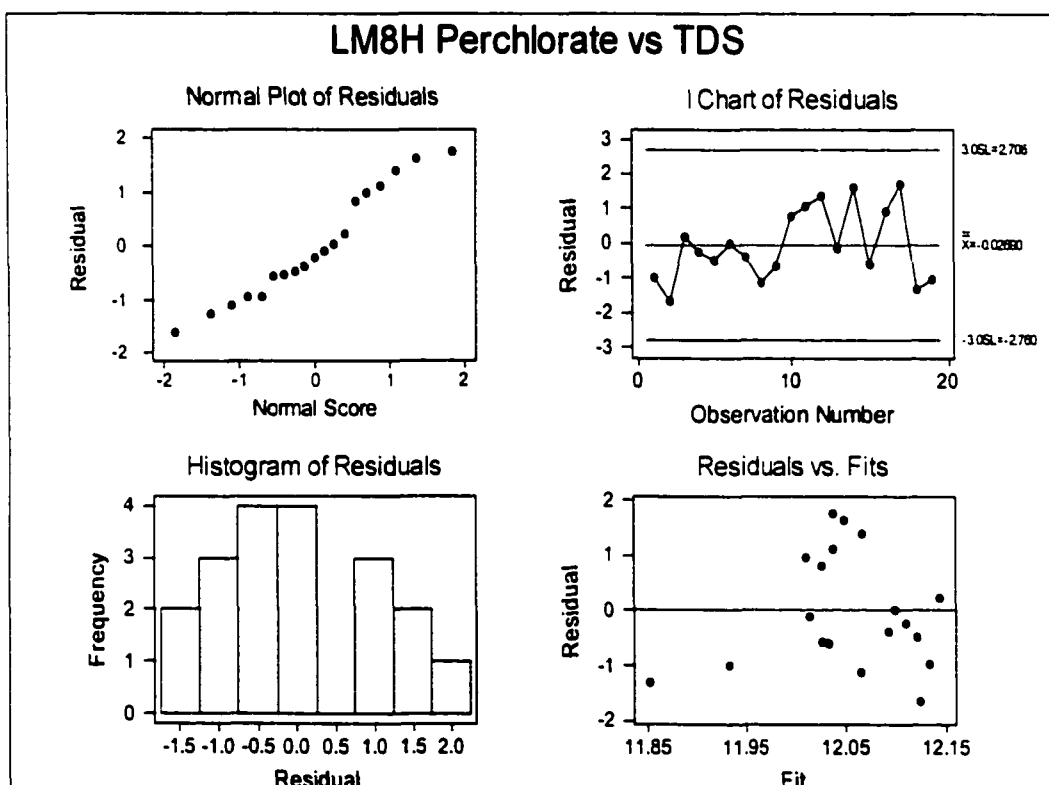 LM8H Perchlorate vs TDS
Normal Plot of Residuals
2
1
0
-1
-2
Residual
-2 -1 0 1 2
Normal Score
I Chart of Residuals
3
2
1
0
-1
-2
-3
Residual
3.0SL=2.706
X=-0.02690
-3.0SL=-2.760
0 10 20
Observation Number
Histogram of Residuals
4
3
2
1
0
Frequency
-1.5 -1.0 -0.5 0.0 0.5 1.0 1.5 2.0
Residual
Residuals vs. Fits
2
1
0
-1
-2
Residual
11.85 11.95 12.05 12.15
Fit